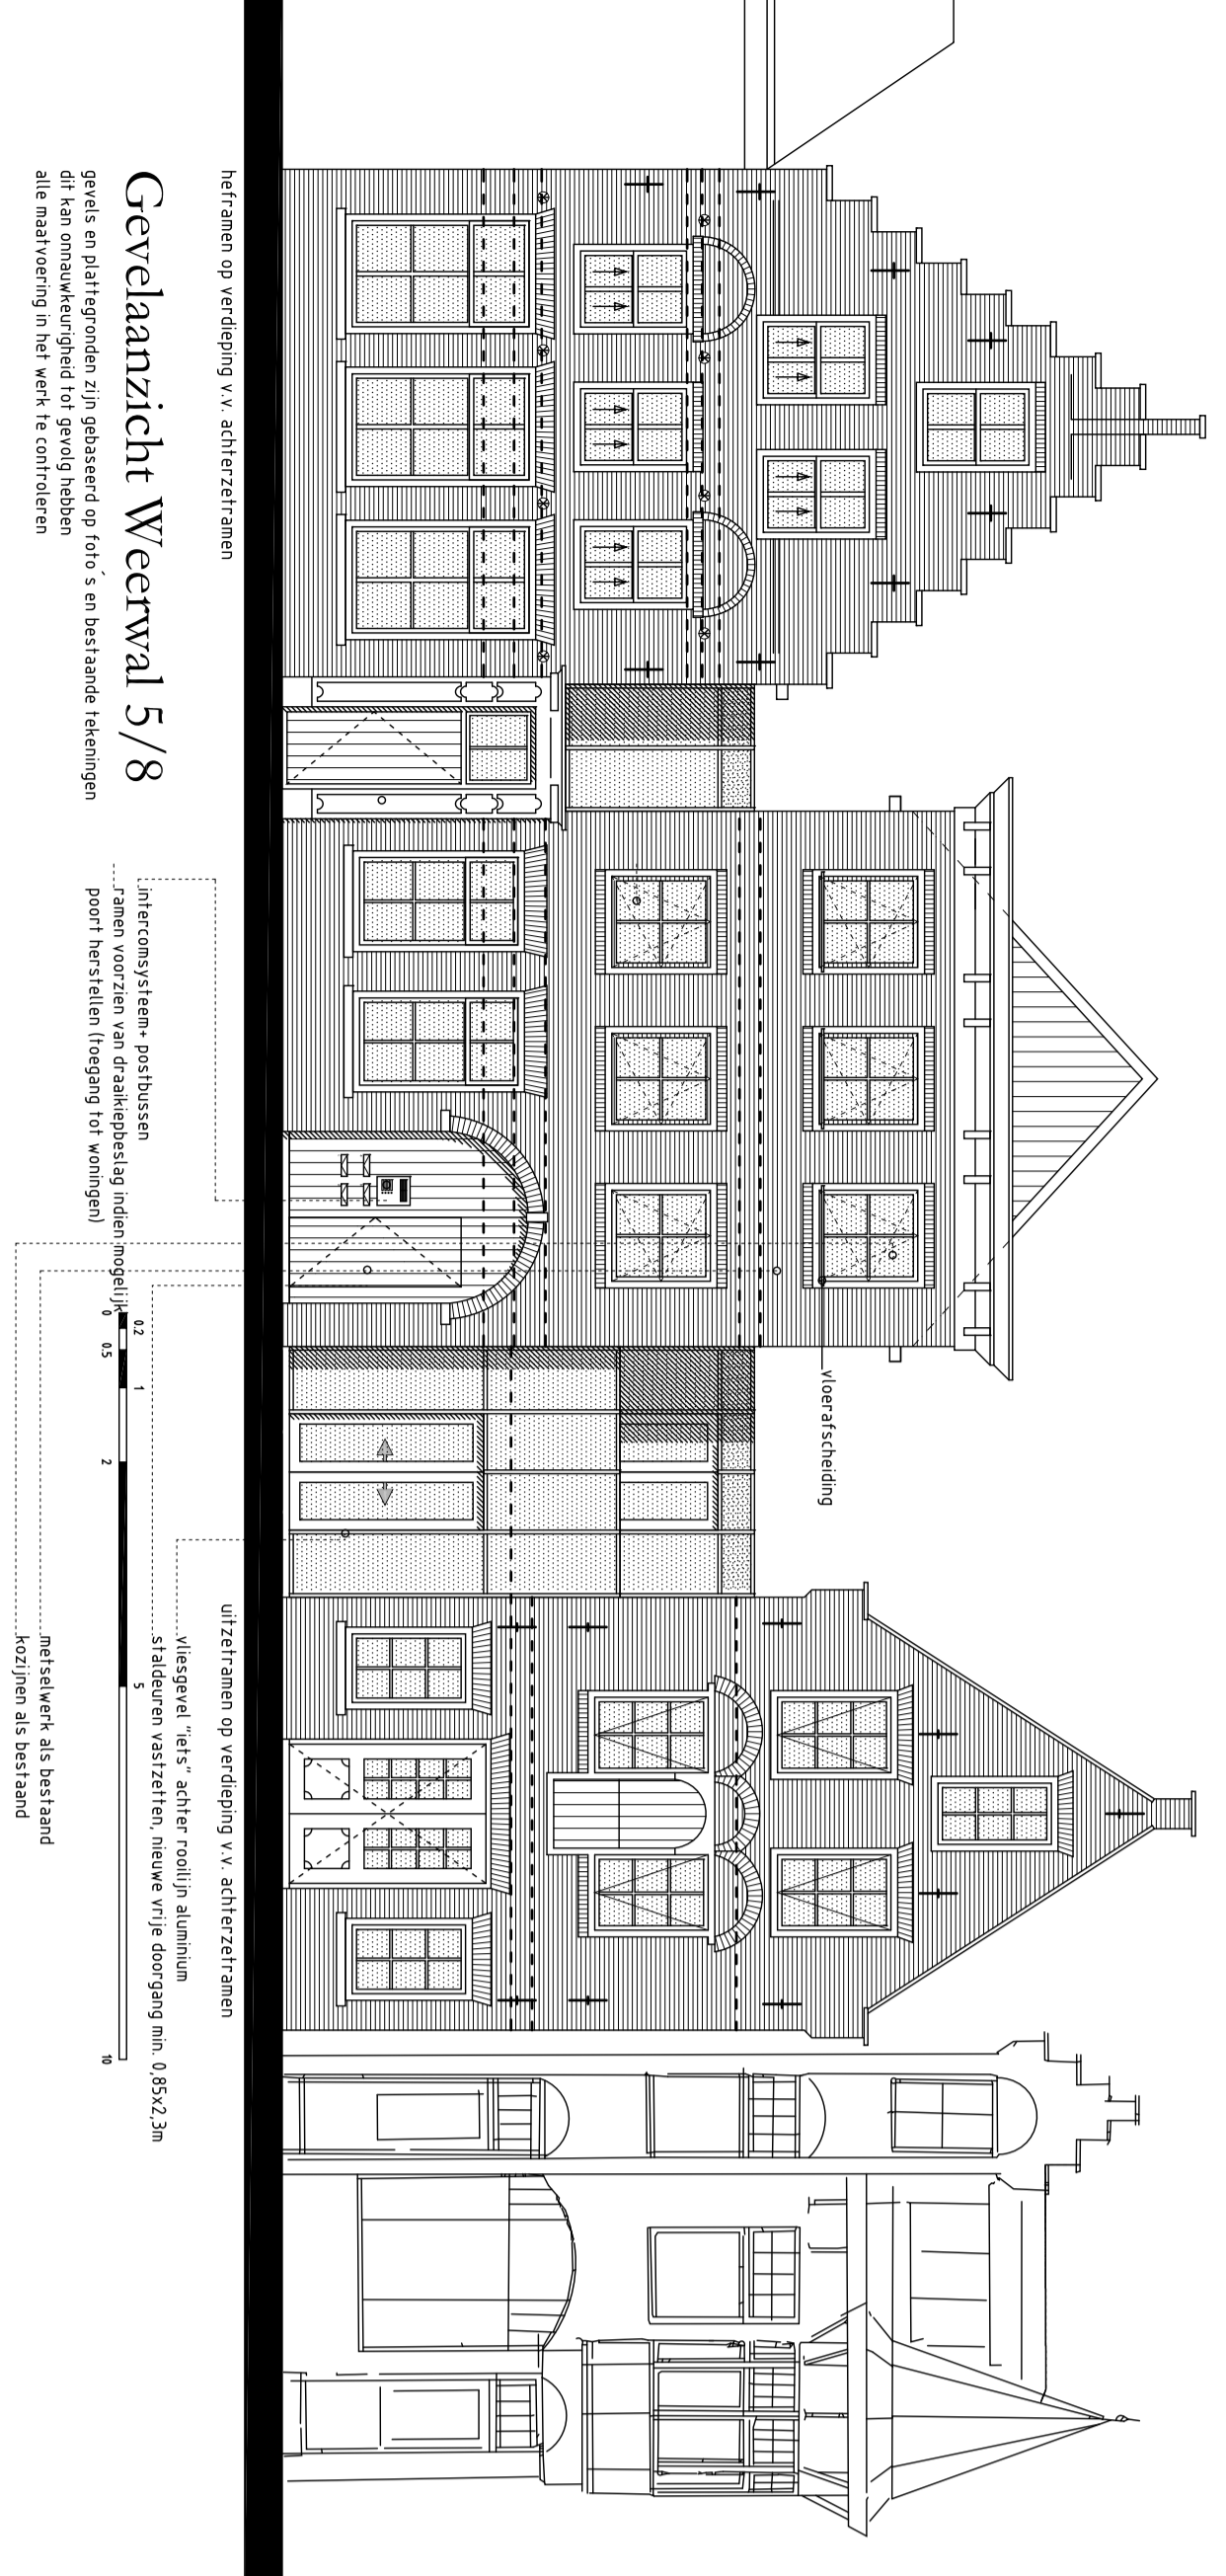 vloerafscheiding
heframen op verdieping v.v. achterzetramen
uitzetramen op verdieping v.v. achterzetramen
Gevelaanzicht Weerwal 5/8
gevels en plattegronden zijn gebaseerd op foto´s en bestaande tekeningen
dit kan onnauwkeurigheid tot gevolg hebben
alle maatvoering in het werk te controleren
intercomsysteem+ postbussen
ramen voorzien van draaikiepbeslag indien mogelijk
poort herstellen (toegang tot woningen)
0.2 1 5
0 0.5 2 10
vliesgevel "iets" achter rooilijn aluminium
staldeuren vastzetten, nieuwe vrije doorgang min. 0,85x2,3m
metselwerk als bestaand
kozijnen als bestaand